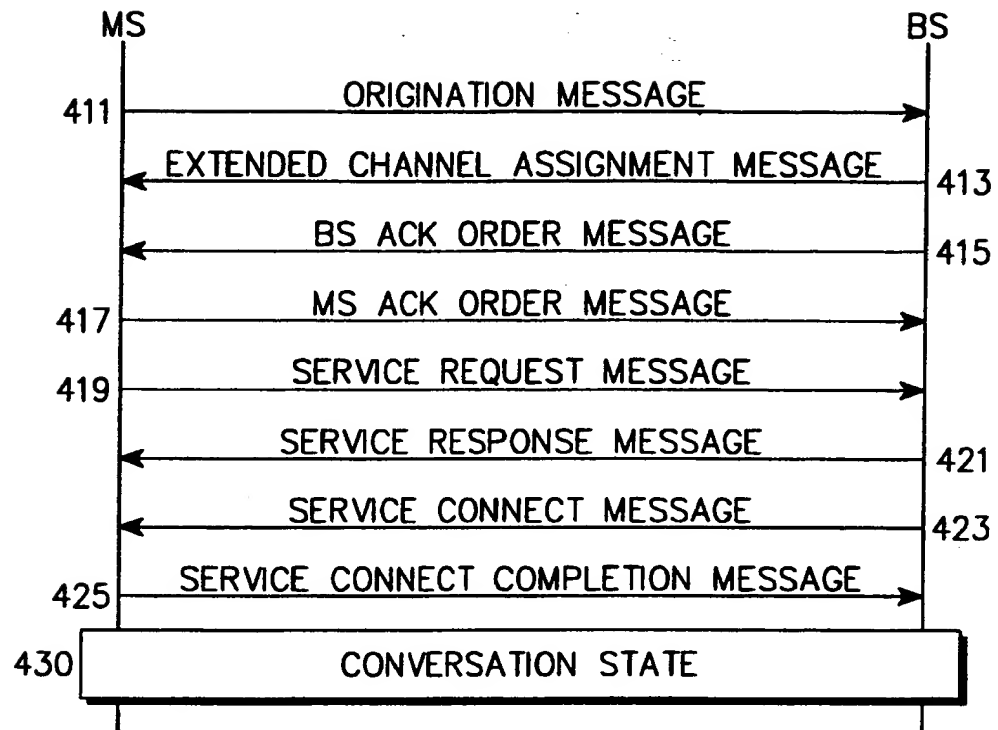 MS BS
ORIGINATION MESSAGE
411
EXTENDED CHANNEL ASSIGNMENT MESSAGE
413
BS ACK ORDER MESSAGE
415
MS ACK ORDER MESSAGE
417
SERVICE REQUEST MESSAGE
419
SERVICE RESPONSE MESSAGE
421
SERVICE CONNECT MESSAGE
423
SERVICE CONNECT COMPLETION MESSAGE
425
430 CONVERSATION STATE